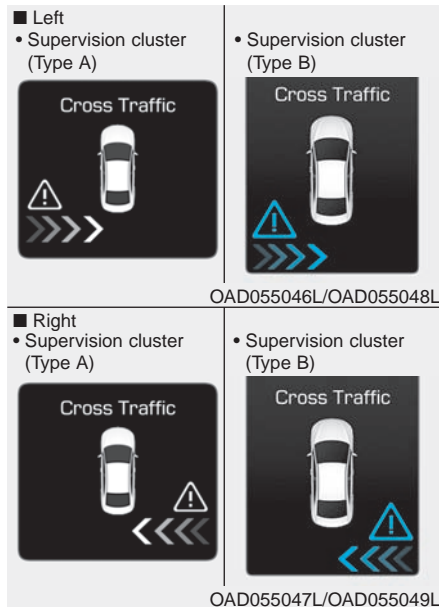 ■ Left
• Supervision cluster (Type A)
• Supervision cluster (Type B)
Cross Traffic
Cross Traffic
OAD055046L/OAD055048L
■ Right
• Supervision cluster (Type A)
• Supervision cluster (Type B)
Cross Traffic
Cross Traffic
OAD055047L/OAD055049L